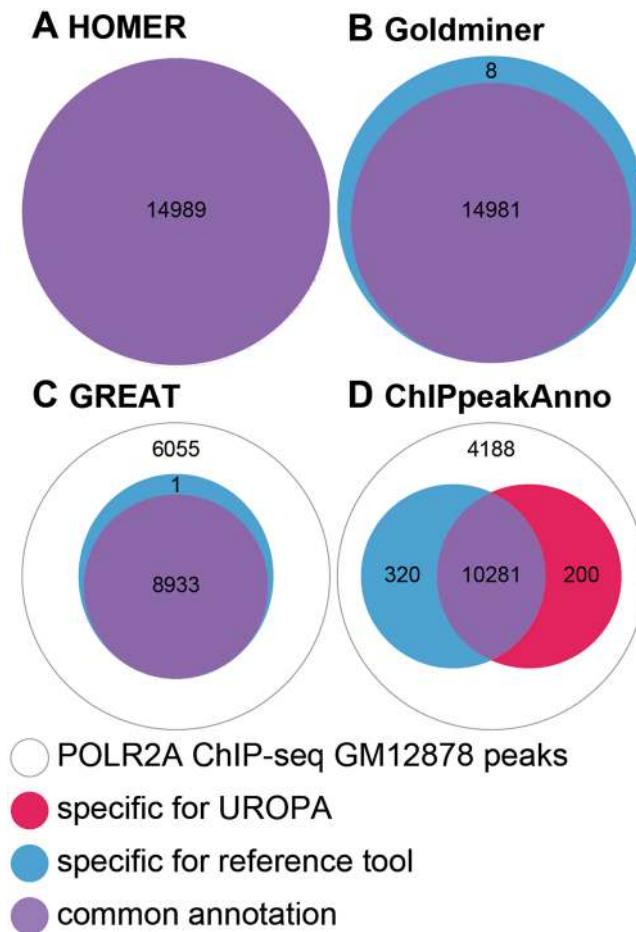 A HOMER
14989
B Goldminer
8
14981
C GREAT
6055
1
8933
D ChIPpeakAnno
4188
320
10281
200
POLR2A ChIP-seq GM12878 peaks
specific for UROPA
specific for reference tool
common annotation